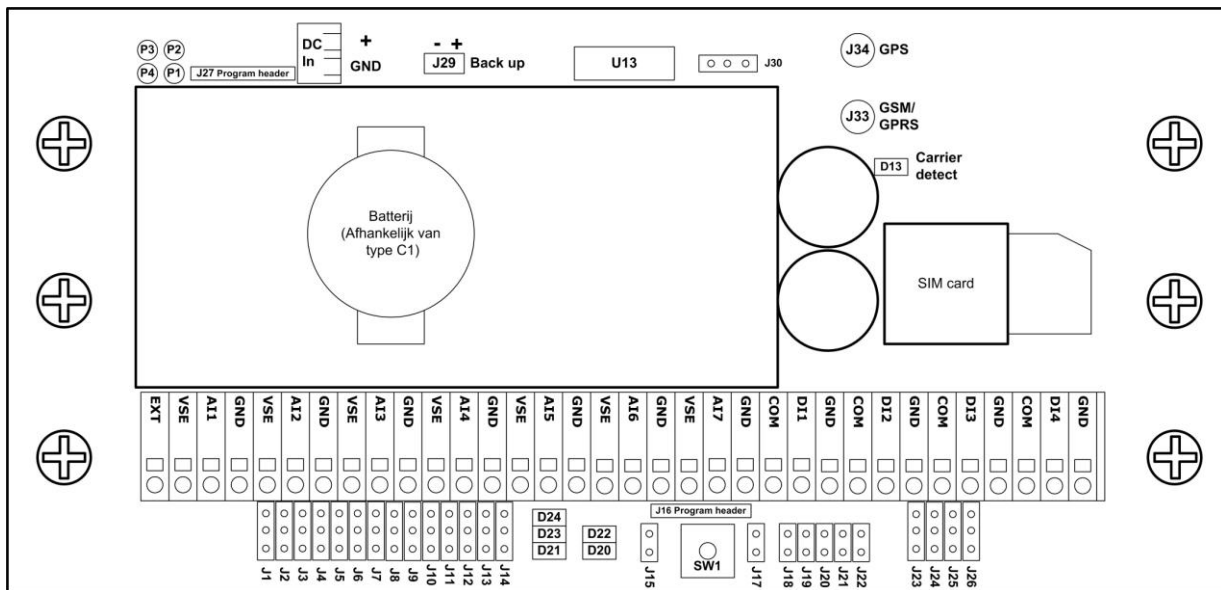 P3 P2
P4 P1
J27 Program header
DC
In
+
GND
- +
J29 Back up
U13
J30
J34 GPS
J33 GSM/
GPRS
D13 Carrier
detect
Batterij
(Afhankelijk van
type C1)
SIM card
EXT VSE AI1 GND VSE AI2 GND VSE AI3 GND VSE AI4 GND VSE AI5 GND VSE AI6 GND VSE AI7 GND COM DI1 GND COM DI2 GND COM DI3 GND COM DI4 GND
J16 Program header
D24
D23 D22
D21 D20
SW1
J1 J2 J3 J4 J5 J6 J7 J8 J9 J10 J11 J12 J13 J14 J15 J17 J18 J19 J20 J21 J22 J23 J24 J25 J26